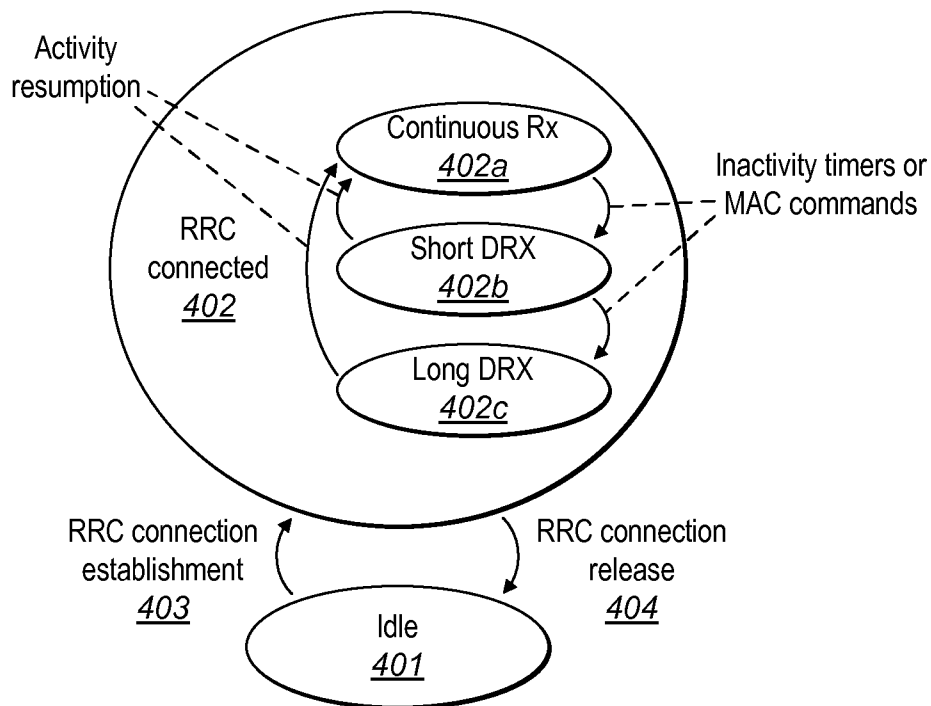 Activity
resumption
Continuous Rx
402a
Inactivity timers or
MAC commands
RRC
connected
402
Short DRX
402b
Long DRX
402c
RRC connection
establishment
403
RRC connection
release
404
Idle
401